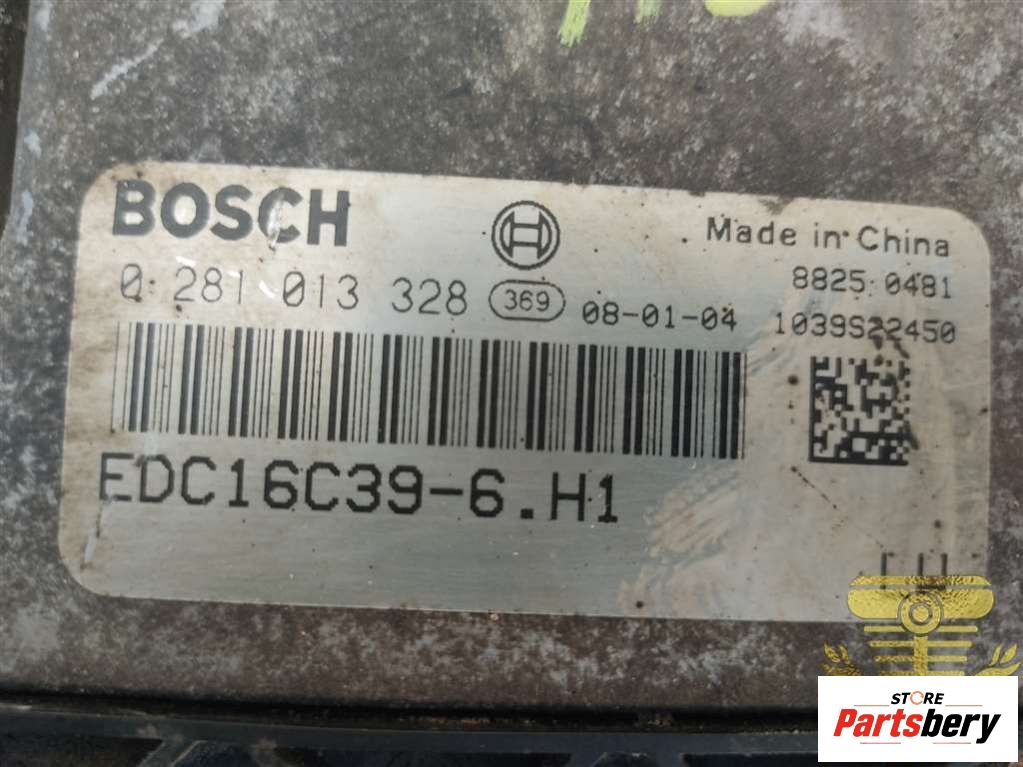 BOSCH
Made in China
8825 0481
0 281 013 328 369 08-01-04 1039S22450
EDC16C39-6.H1
STORE
Partsbery